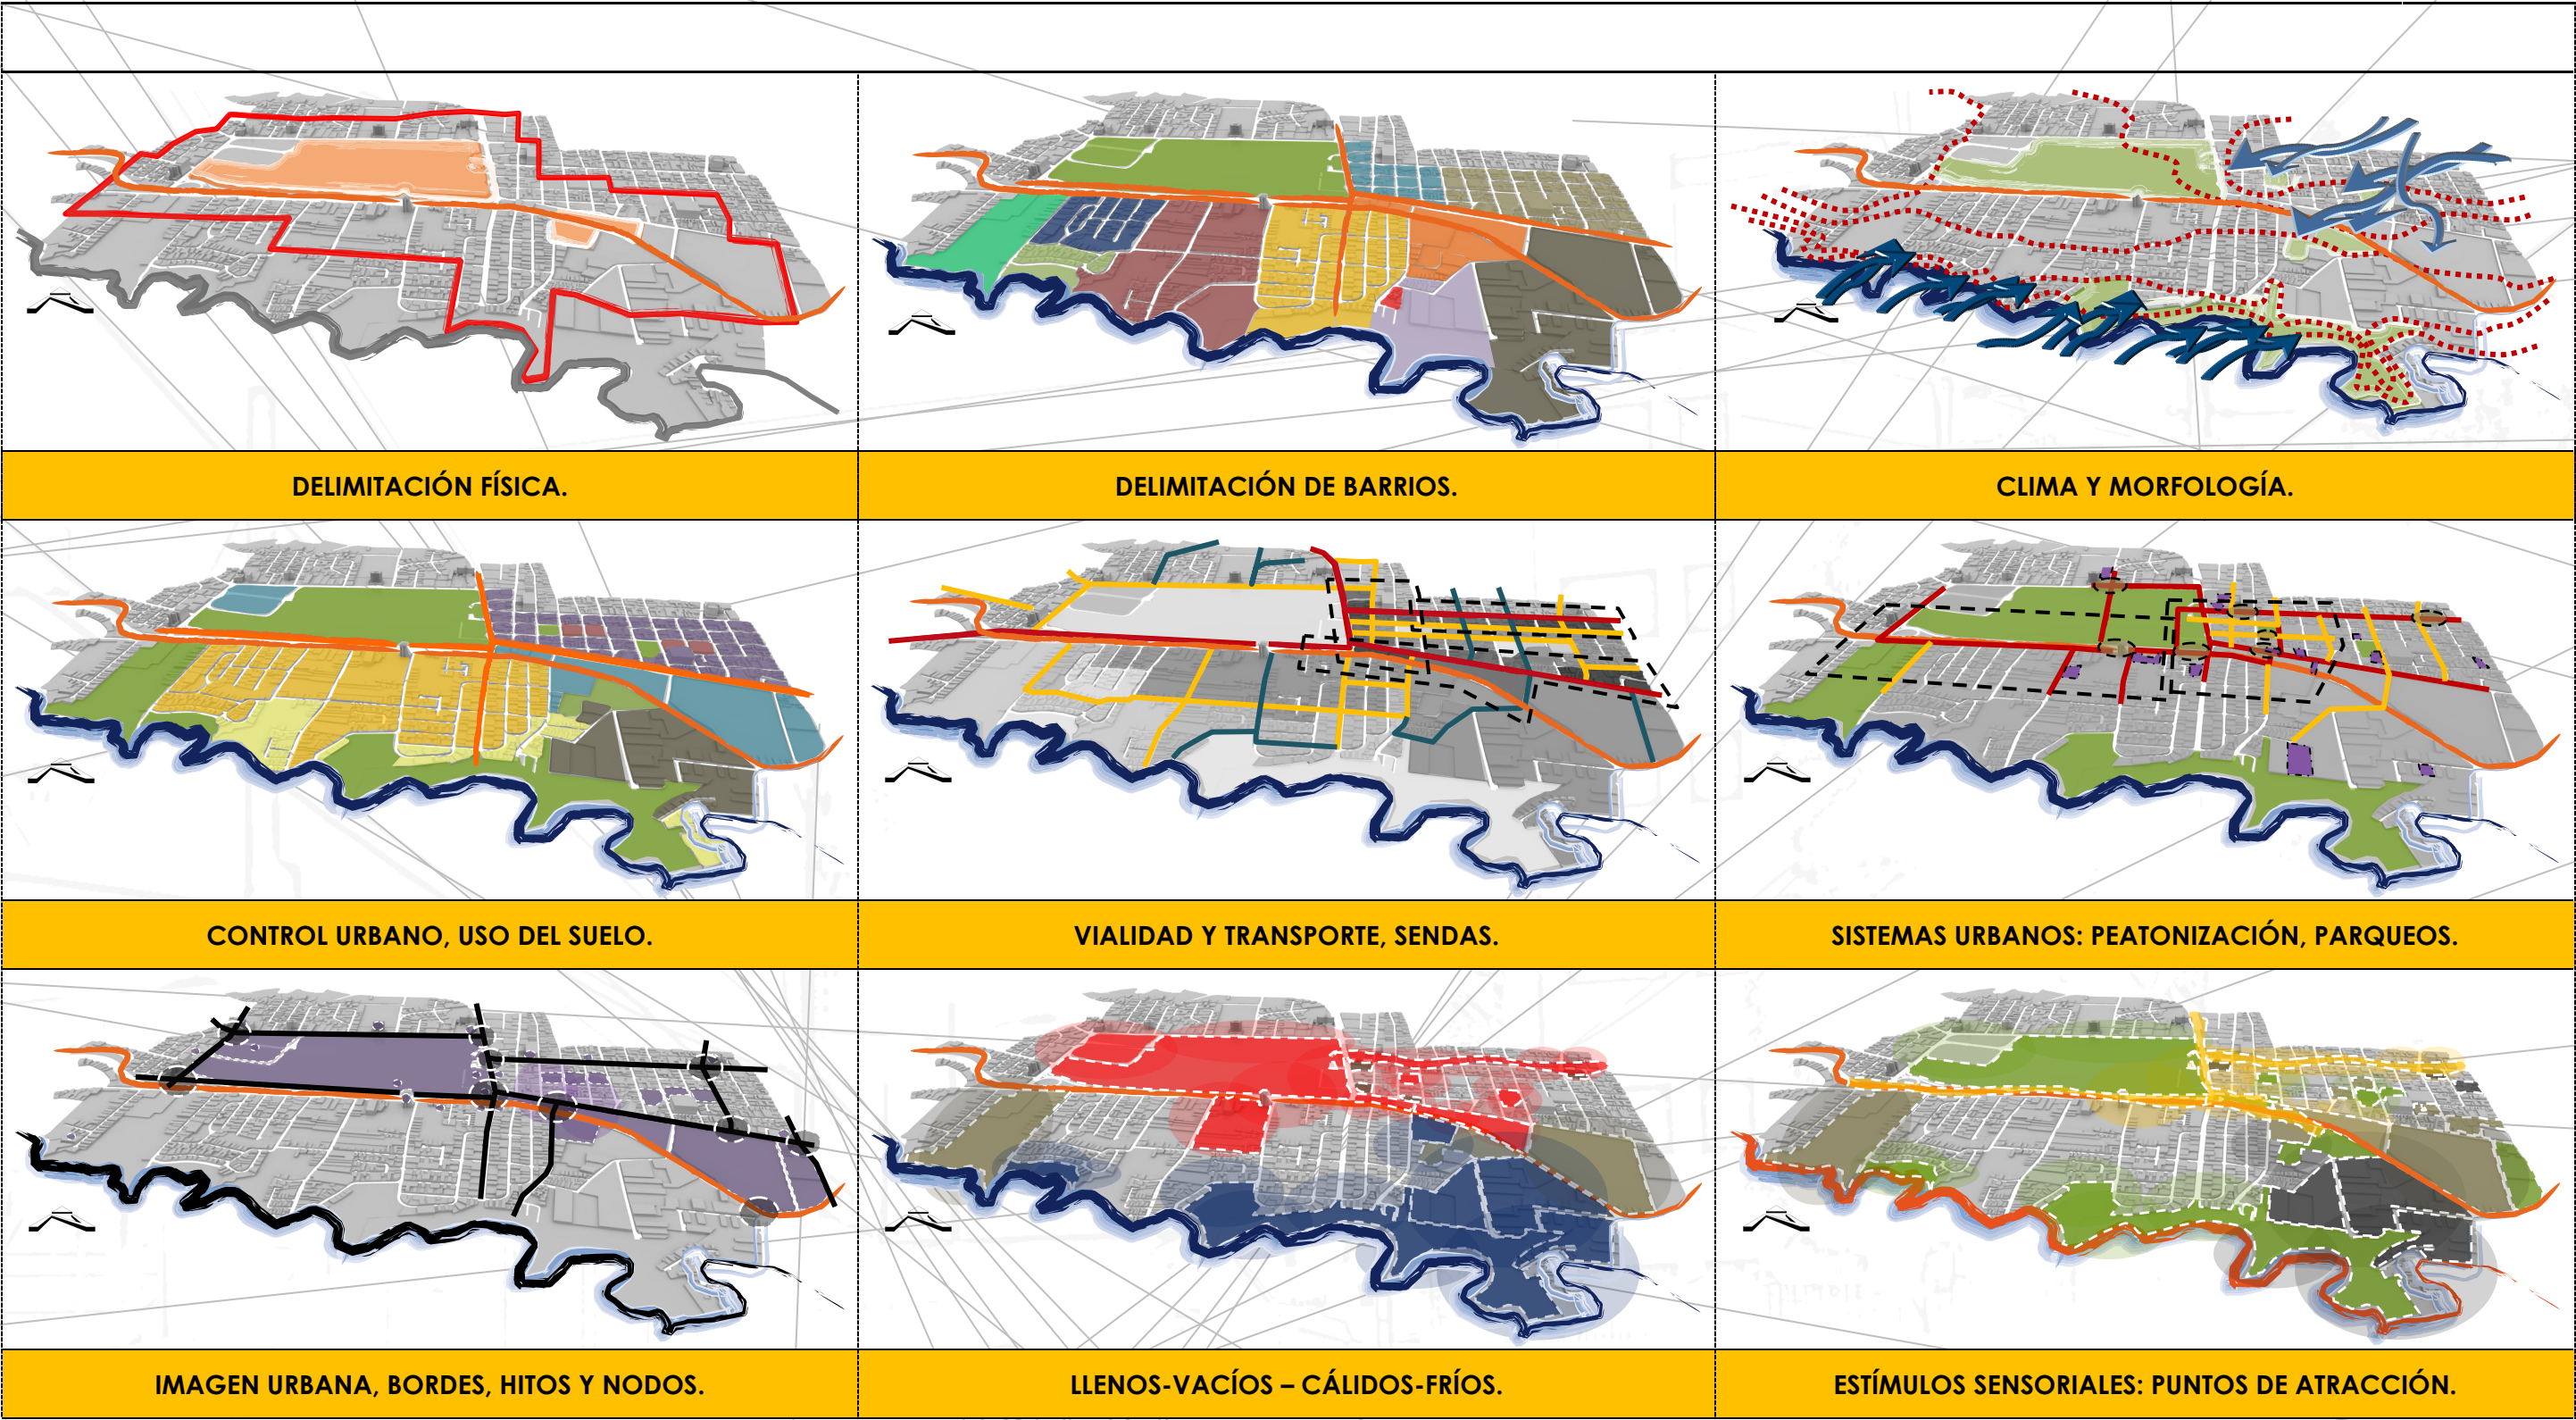 DELIMITACIÓN FÍSICA.
DELIMITACIÓN DE BARRIOS.
CLIMA Y MORFOLOGÍA.
CONTROL URBANO, USO DEL SUELO.
VIALIDAD Y TRANSPORTE, SENDAS.
SISTEMAS URBANOS: PEATONIZACIÓN, PARQUEOS.
IMAGEN URBANA, BORDES, HITOS Y NODOS.
LLENOS-VACÍOS – CÁLIDOS-FRÍOS.
ESTÍMULOS SENSORIALES: PUNTOS DE ATRACCIÓN.